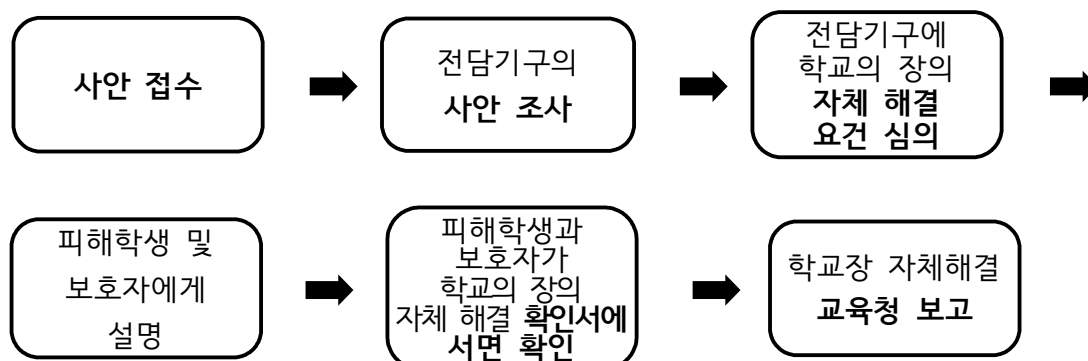 사안 접수
전담기구의
사안 조사
전담기구에
학교의 장의
자체 해결
요건 심의
피해학생 및
보호자에게
설명
피해학생과
보호자가
학교의 장의
자체 해결 확인서에
서면 확인
학교장 자체해결
교육청 보고